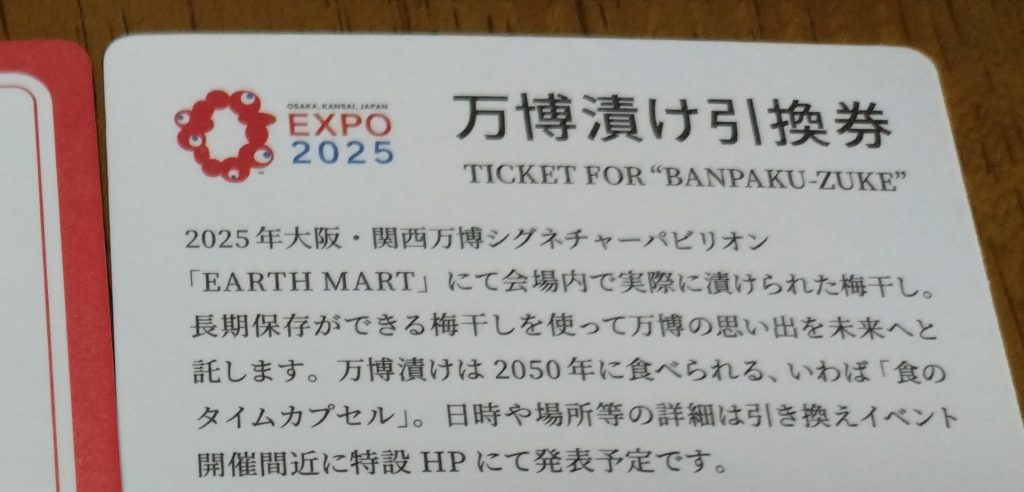 OSAKA, KANSAI, JAPAN
EXPO
2025
万博漬け引換券
TICKET FOR “BANPAKU-ZUKE”
2025年大阪・関西万博シグネチャーパビリオン
「EARTH MART」にて会場内で実際に漬けられた梅干し。
長期保存ができる梅干しを使って万博の思い出を未来へと
託します。万博漬けは2050年に食べられる、いわば「食の
タイムカプセル」。日時や場所等の詳細は引き換えイベント
開催間近に特設HPにて発表予定です。